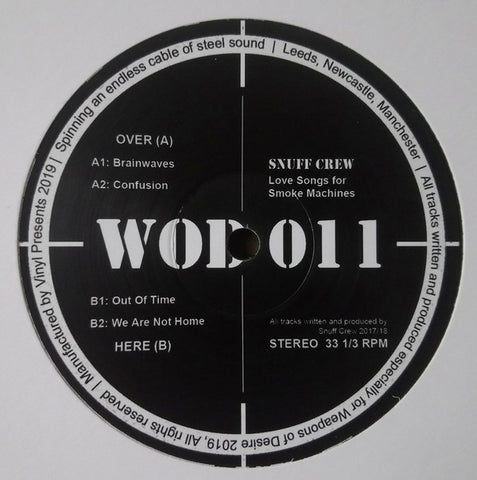 Manufactured by Vinyl Presents 2019 | Spinning an endless cable of steel sound | Leeds, Newcastle, Manchester | All tracks written and produced especially for Weapons of Desire 2019, All rights reserved |
OVER (A)
A1: Brainwaves
A2: Confusion
SNUFF CREW
Love Songs for
Smoke Machines
WOD 011
B1: Out Of Time
B2: We Are Not Home
HERE (B)
All tracks written and produced by
Snuff Crew 2017/18
STEREO 33 1/3 RPM